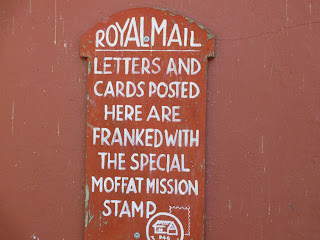 ROYAL MAIL
LETTERS AND
CARDS POSTED
HERE ARE
FRANKED WITH
THE SPECIAL
MOFFAT MISSION
STAMP